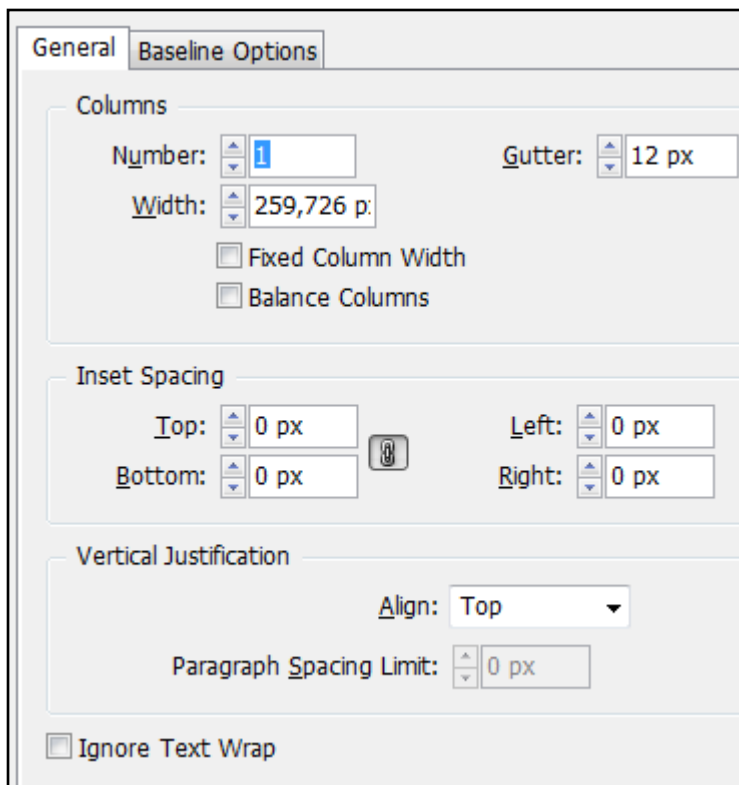 General Baseline Options
Columns
Number: 1 Gutter: 12 px
Width: 259,726 p
Fixed Column Width
Balance Columns
Inset Spacing
Top: 0 px Left: 0 px
Bottom: 0 px Right: 0 px
Vertical Justification
Align: Top
Paragraph Spacing Limit: 0 px
Ignore Text Wrap